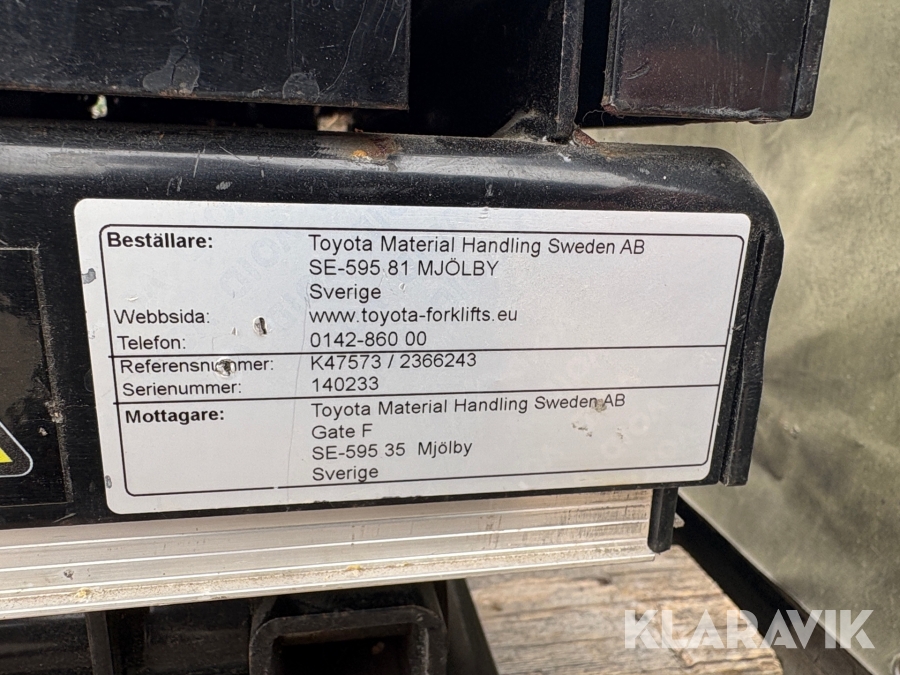 Beställare: Toyota Material Handling Sweden AB
SE-595 81 MJÖLBY
Sverige
Webbsida: www.toyota-forklifts.eu
Telefon: 0142-860 00
Referensnummer: K47573 / 2366243
Serienummer: 140233
Mottagare: Toyota Material Handling Sweden AB
Gate F
SE-595 35 Mjölby
Sverige
KLARAVIK